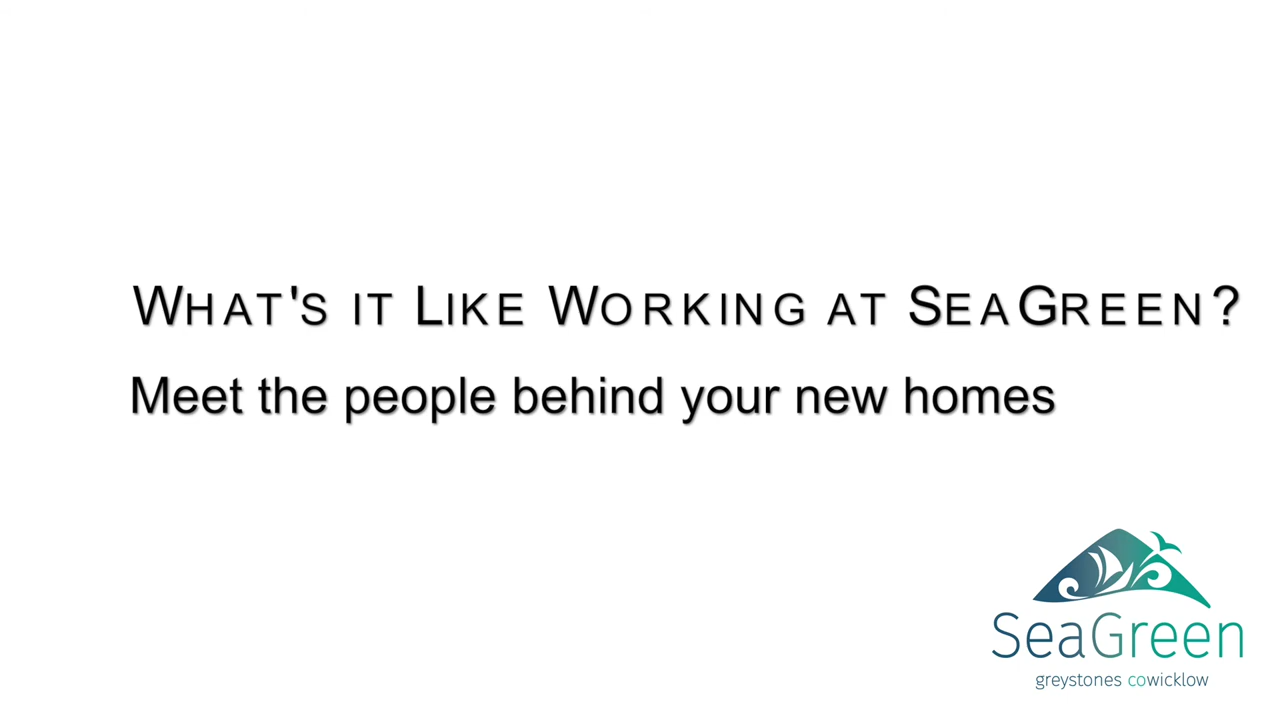 WHAT'S IT LIKE WORKING AT SEAGREEN?
Meet the people behind your new homes
SeaGreen
greystones cowicklow